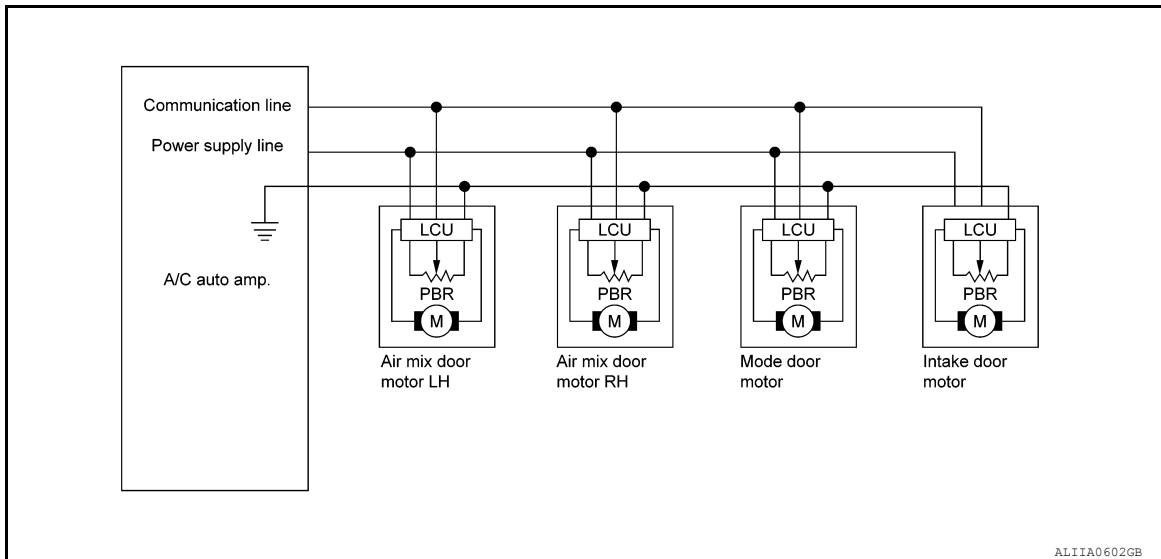 Communication line
Power supply line
A/C auto amp.
LCU
PBR
M
Air mix door
motor LH
LCU
PBR
M
Air mix door
motor RH
LCU
PBR
M
Mode door
motor
LCU
PBR
M
Intake door
motor
ALIIA0602GB